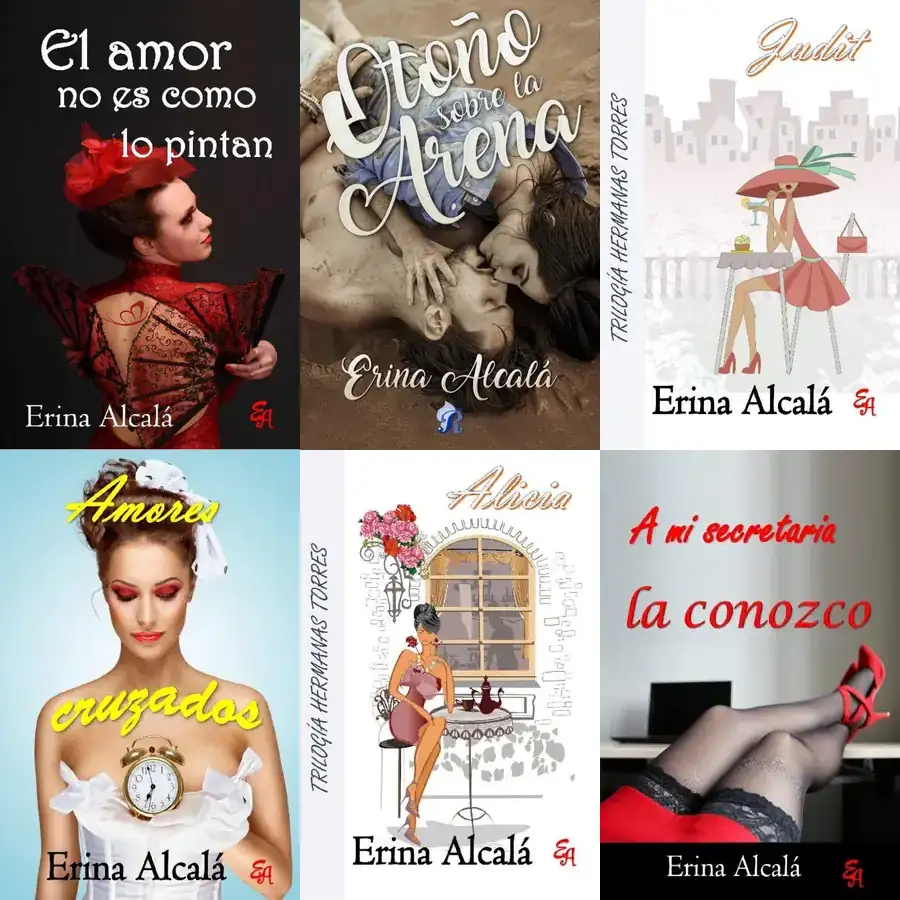 El amor
no es como
lo pintan
Erina Alcalá
EA
Otoño
sobre la
Arena
Erina Alcalá
R
Judit
TRILOGÍA HERMANAS TORRES
Erina Alcalá
EA
Amores
cruzados
Erina Alcalá
EA
Alicia
TRILOGÍA HERMANAS TORRES
Erina Alcalá
EA
A mi secretaria
la conozco
Erina Alcalá
EA